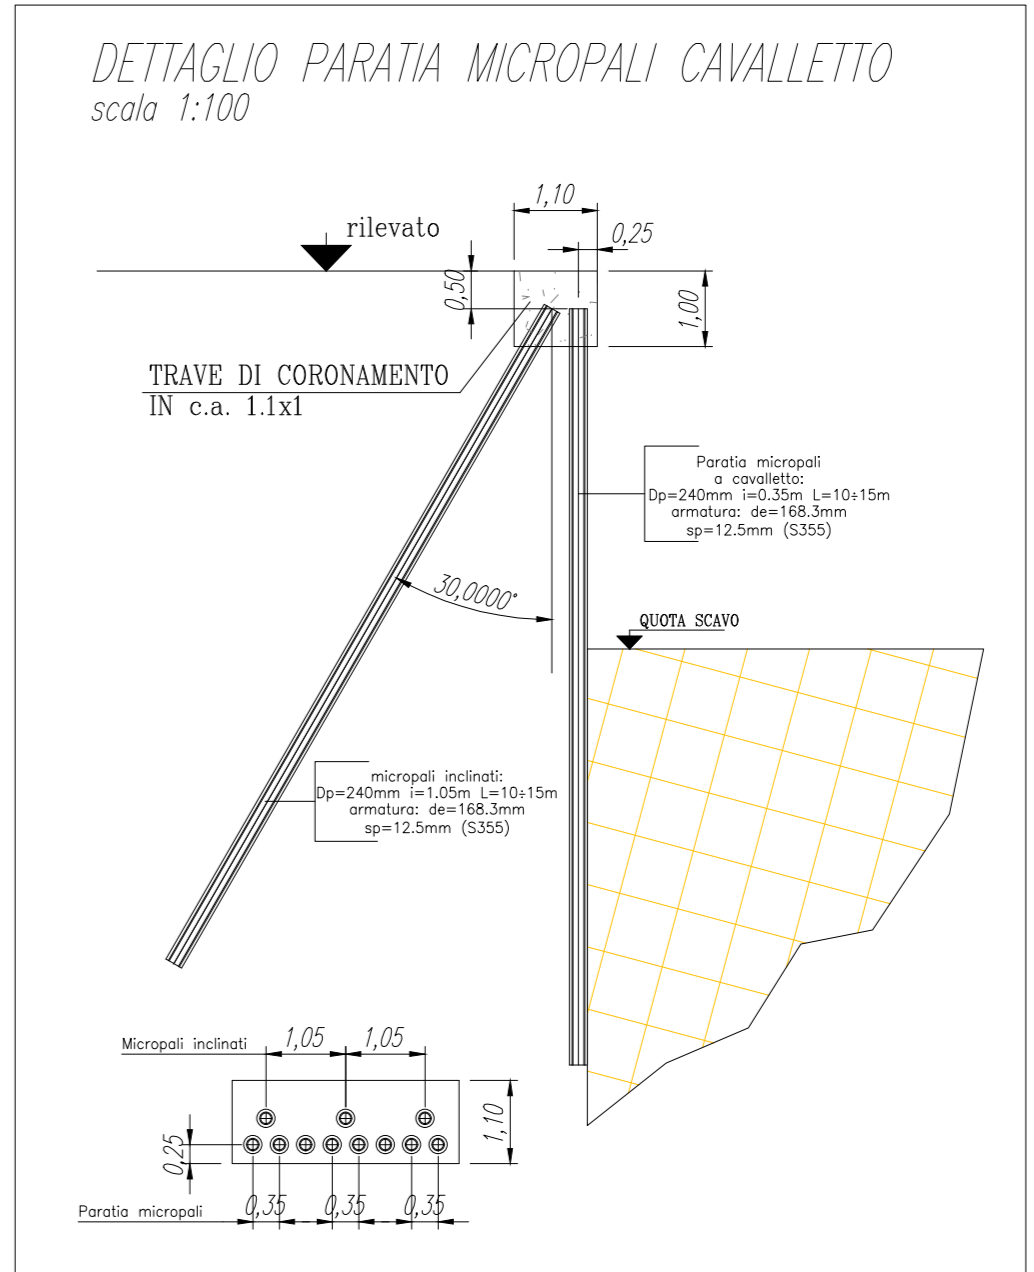 DETTAGLIO PARATIA MICROPALI CAVALLETTO
scala 1:100
1,10
rilevato
0,25
0,50
1,00
TRAVE DI CORONAMENTO
IN c.a. 1.1x1
Paratia micropali
a cavalletto:
Dp=240mm i=0.35m L=10÷15m
armatura: de=168.3mm
sp=12.5mm (S355)
30,0000°
QUOTA SCAVO
micropali inclinati:
Dp=240mm i=1.05m L=10÷15m
armatura: de=168.3mm
sp=12.5mm (S355)
Micropali inclinati
1,05 1,05
1,10
0,25
Paratia micropali
0,35 0,35 0,35